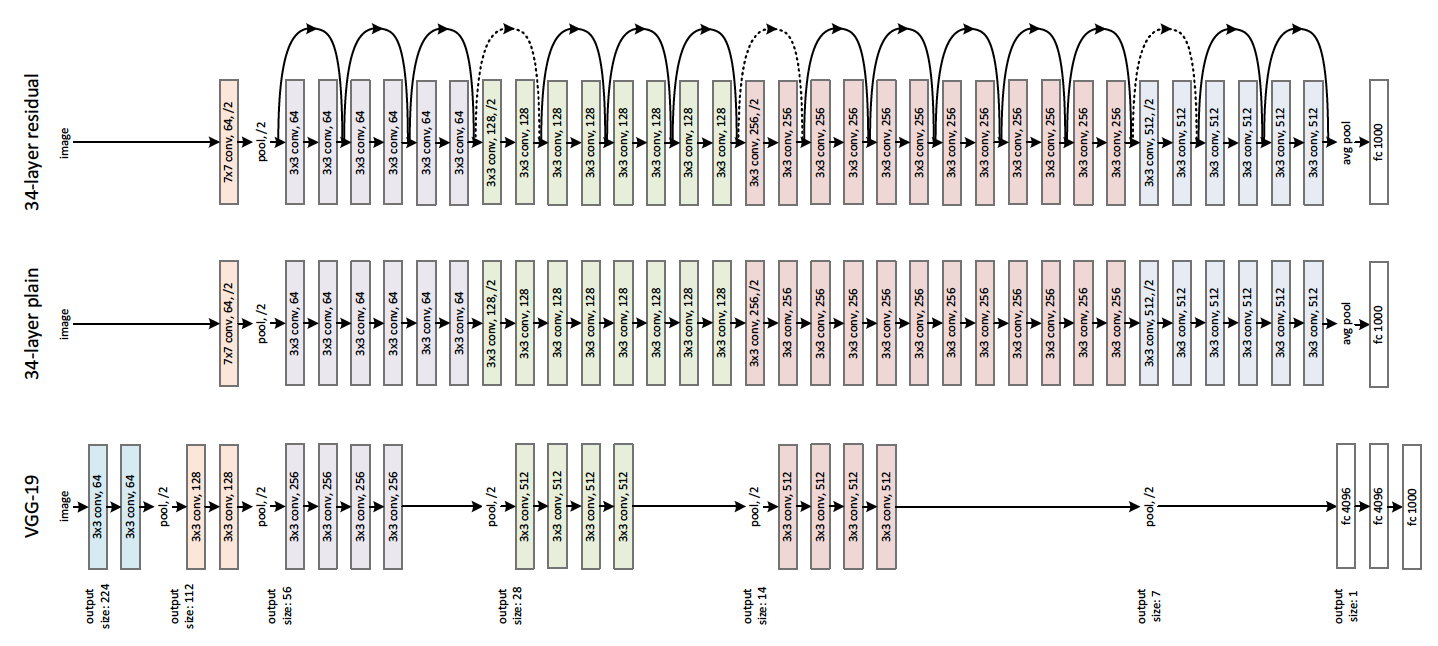 34-layer residual
image
7x7 conv, 64, /2
pool, /2
3x3 conv, 64
3x3 conv, 64
3x3 conv, 64
3x3 conv, 64
3x3 conv, 64
3x3 conv, 64
3x3 conv, 128, /2
3x3 conv, 128
3x3 conv, 128
3x3 conv, 128
3x3 conv, 128
3x3 conv, 128
3x3 conv, 128
3x3 conv, 128
3x3 conv, 256, /2
3x3 conv, 256
3x3 conv, 256
3x3 conv, 256
3x3 conv, 256
3x3 conv, 256
3x3 conv, 256
3x3 conv, 256
3x3 conv, 256
3x3 conv, 256
3x3 conv, 256
3x3 conv, 256
3x3 conv, 512, /2
3x3 conv, 512
3x3 conv, 512
3x3 conv, 512
3x3 conv, 512
3x3 conv, 512
avg pool
fc 1000
34-layer plain
image
7x7 conv, 64, /2
pool, /2
3x3 conv, 64
3x3 conv, 64
3x3 conv, 64
3x3 conv, 64
3x3 conv, 64
3x3 conv, 64
3x3 conv, 128, /2
3x3 conv, 128
3x3 conv, 128
3x3 conv, 128
3x3 conv, 128
3x3 conv, 128
3x3 conv, 128
3x3 conv, 128
3x3 conv, 256, /2
3x3 conv, 256
3x3 conv, 256
3x3 conv, 256
3x3 conv, 256
3x3 conv, 256
3x3 conv, 256
3x3 conv, 256
3x3 conv, 256
3x3 conv, 256
3x3 conv, 256
3x3 conv, 256
3x3 conv, 512, /2
3x3 conv, 512
3x3 conv, 512
3x3 conv, 512
3x3 conv, 512
3x3 conv, 512
avg pool
fc 1000
VGG-19
image
3x3 conv, 64
3x3 conv, 64
pool, /2
3x3 conv, 128
3x3 conv, 128
pool, /2
3x3 conv, 256
3x3 conv, 256
3x3 conv, 256
3x3 conv, 256
pool, /2
3x3 conv, 512
3x3 conv, 512
3x3 conv, 512
3x3 conv, 512
pool, /2
3x3 conv, 512
3x3 conv, 512
3x3 conv, 512
3x3 conv, 512
pool, /2
fc 4096
fc 4096
fc 1000
output
size: 224
output
size: 112
output
size: 56
output
size: 28
output
size: 14
output
size: 7
output
size: 1